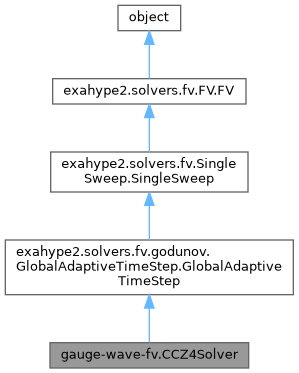 object
exahype2.solvers.fv.FV.FV
exahype2.solvers.fv.Single
Sweep.SingleSweep
exahype2.solvers.fv.godunov.
GlobalAdaptiveTimeStep.GlobalAdaptive
TimeStep
gauge-wave-fv.CCZ4Solver